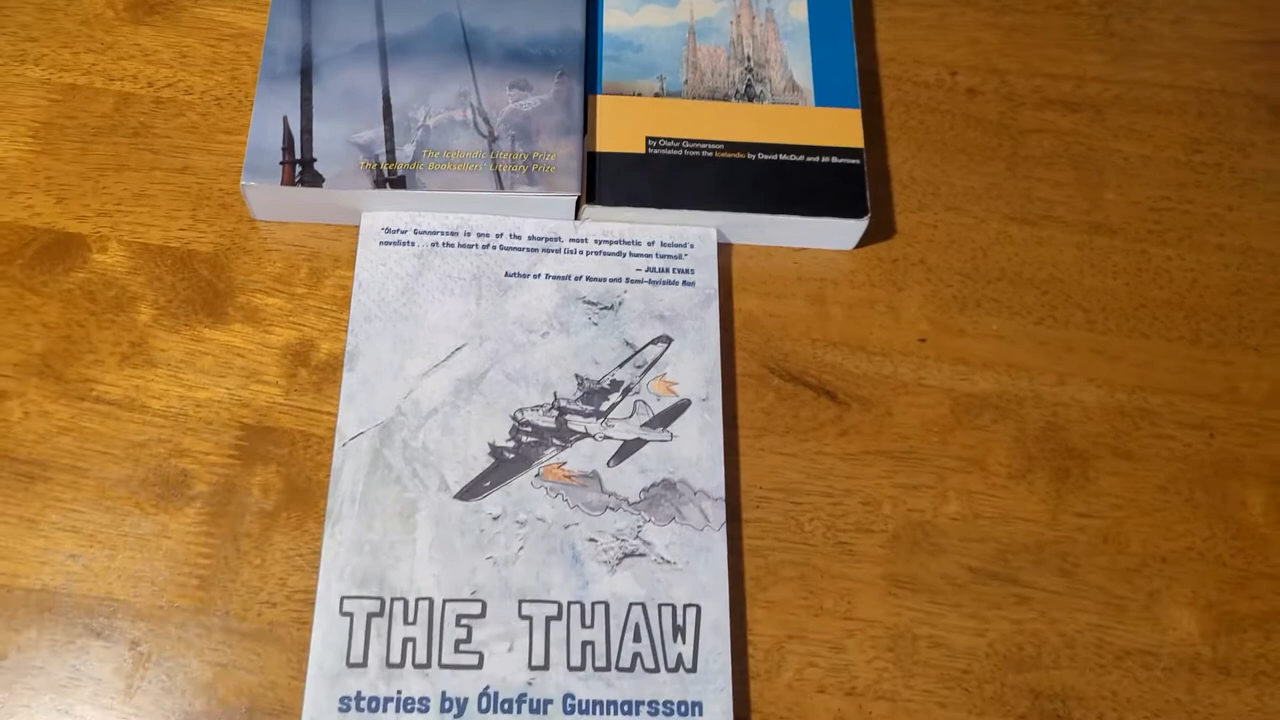 The Icelandic Literary Prize
The Icelandic Booksellers' Literary Prize
by Olafur Gunnarsson
translated from the Icelandic by David McDuff and Jill Burrows
"Ólafur Gunnarsson is one of the sharpest, most sympathetic of Iceland's
novelists . . . at the heart of a Gunnarson novel [is] a profoundly human turmoil."
— JULIAN EVANS
Author of Transit of Venus and Semi-Invisible Man
THE THAW
stories by Ólafur Gunnarsson